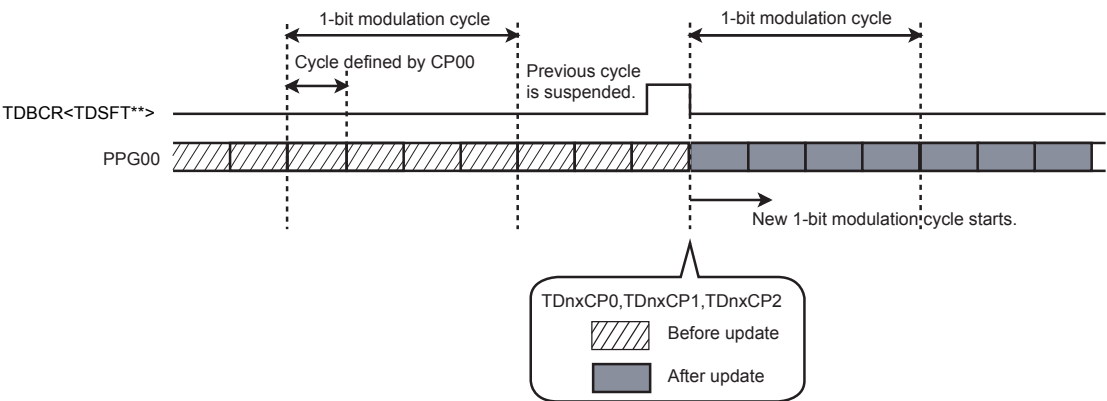 1-bit modulation cycle
1-bit modulation cycle
Cycle defined by CP00
Previous cycle
is suspended.
TDBCR<TDSFT**>
PPG00
New 1-bit modulation cycle starts.
TDnxCP0,TDnxCP1,TDnxCP2
Before update
After update